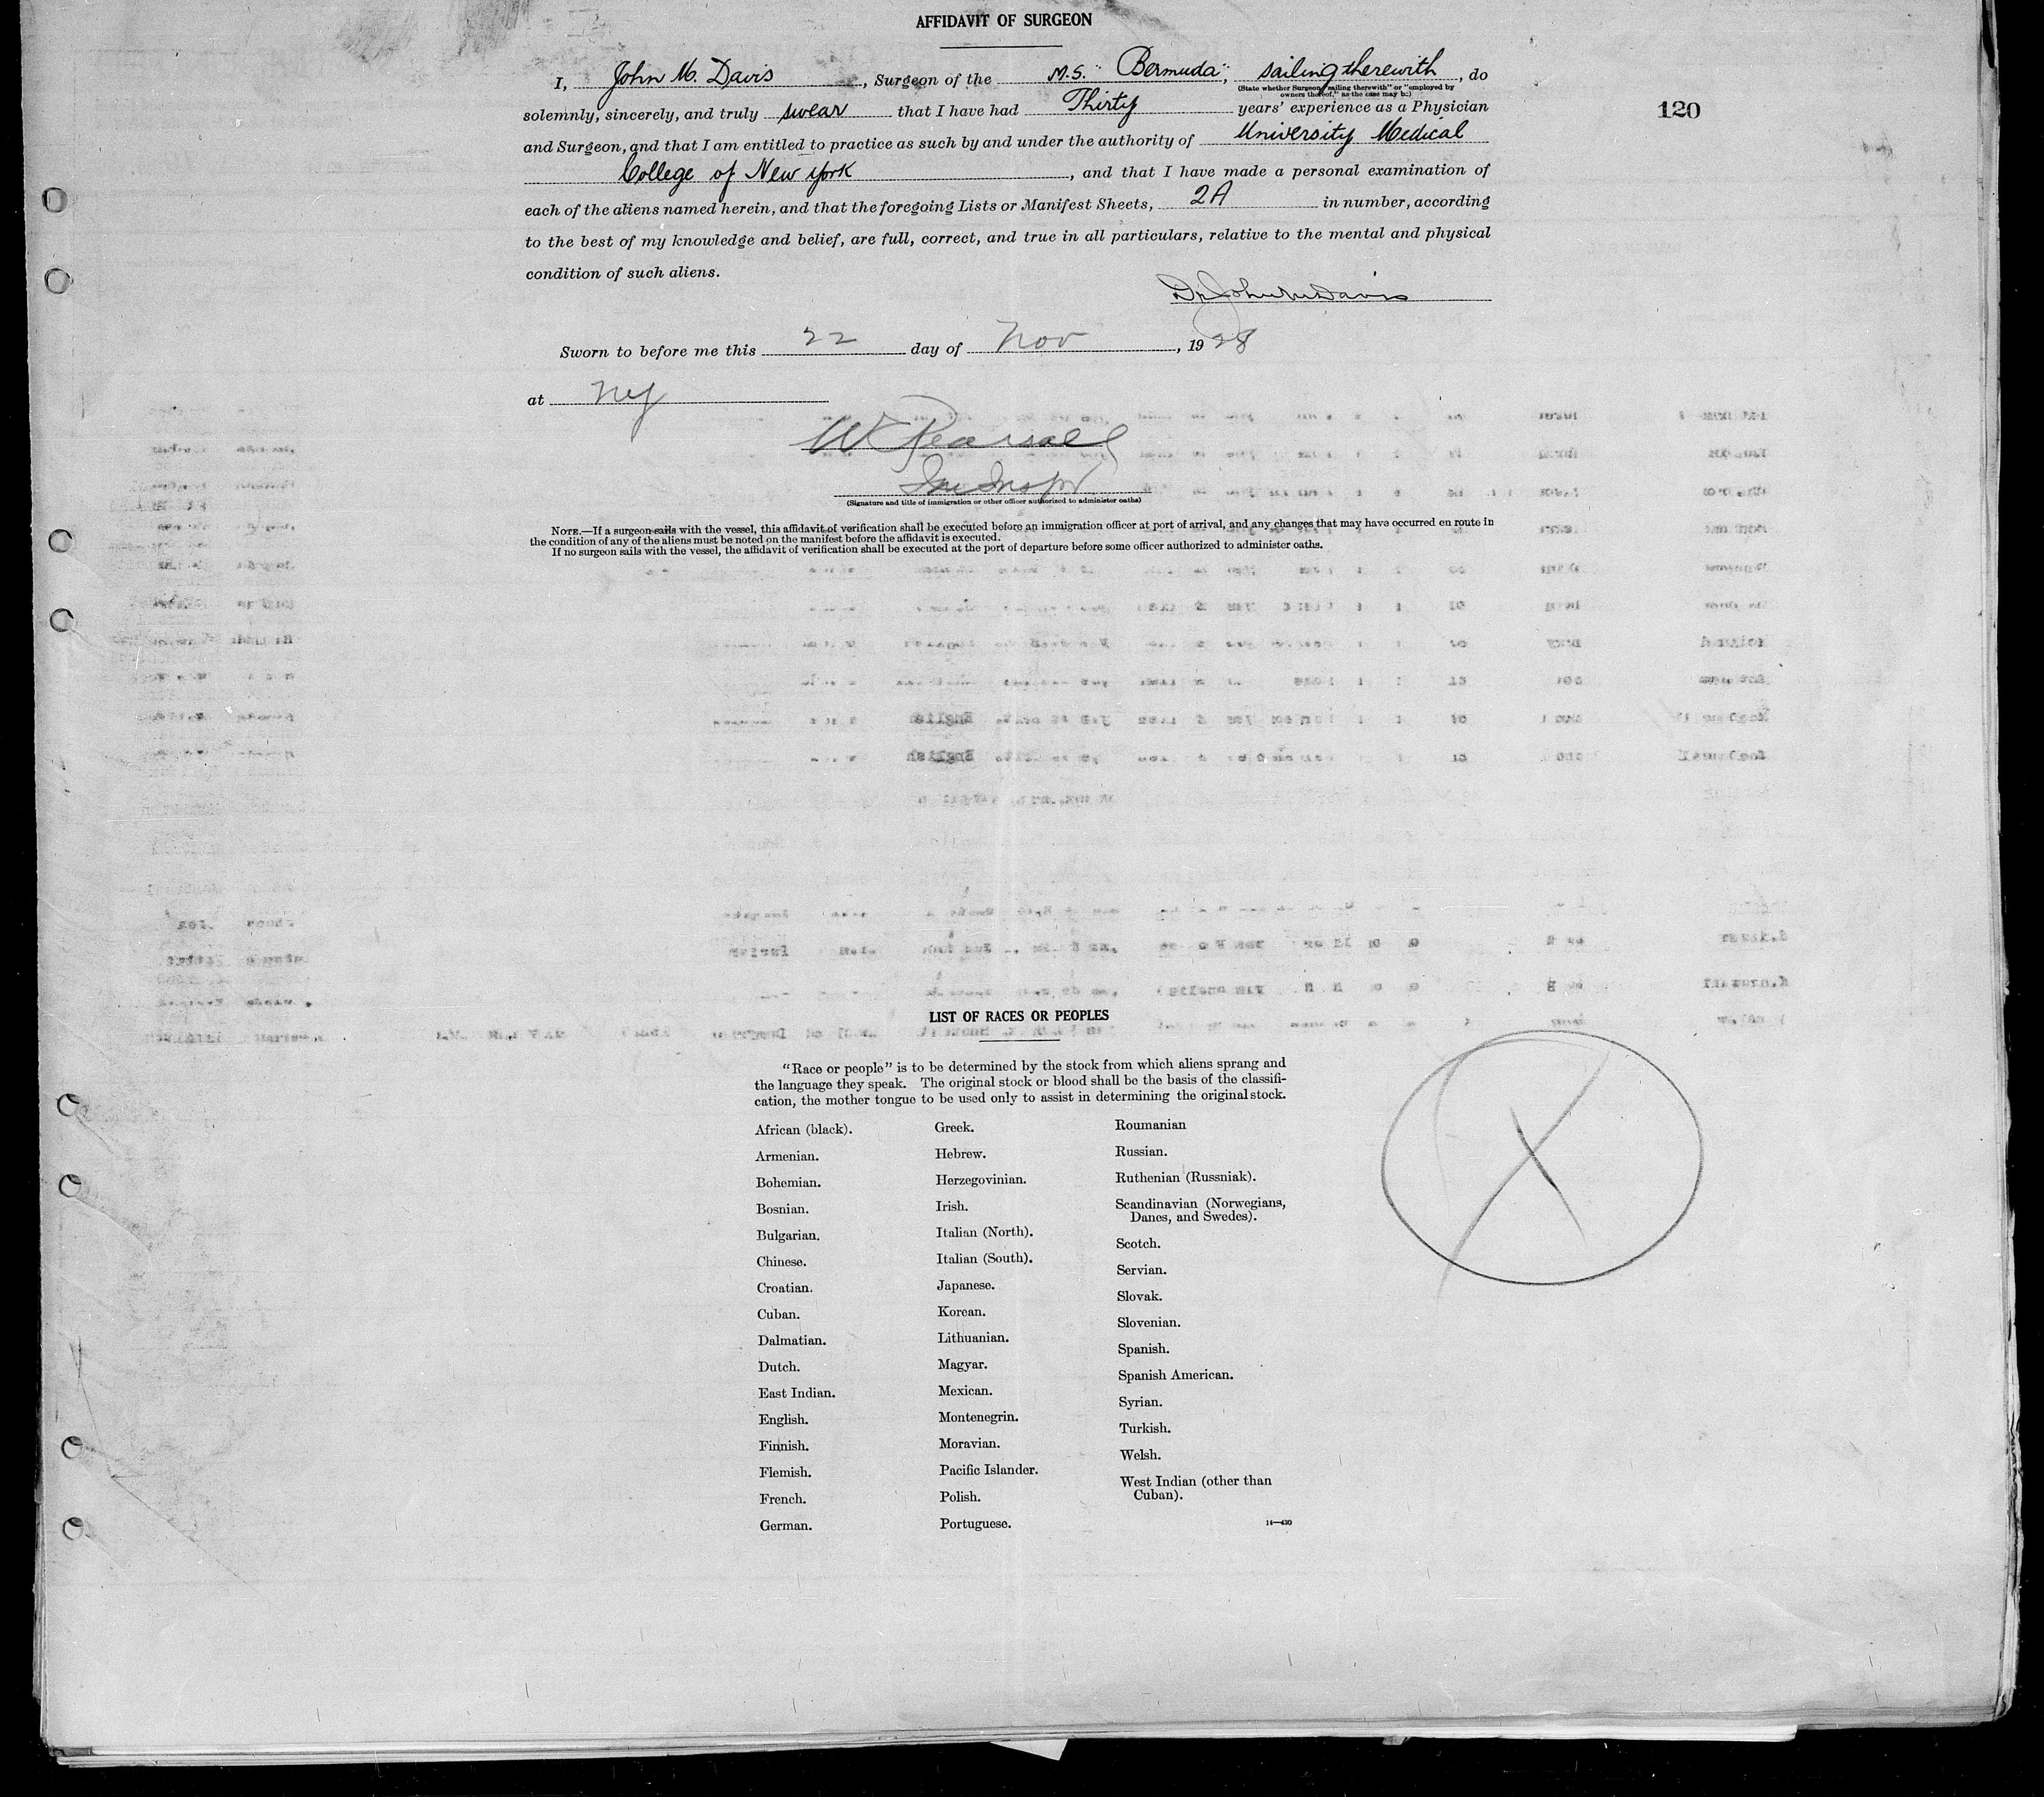 AFFIDAVIT OF SURGEON
I, John M. Davis, Surgeon of the M.S. "Bermuda", sailing therewith, do
(State whether Surgeon "sailing therewith" or "employed by
owners thereof," as the case may be.)
solemnly, sincerely, and truly swear that I have had Thirty years' experience as a Physician
120
and Surgeon, and that I am entitled to practice as such by and under the authority of University Medical
College of New York, and that I have made a personal examination of
each of the aliens named herein, and that the foregoing Lists or Manifest Sheets, 2A in number, according
to the best of my knowledge and belief, are full, correct, and true in all particulars, relative to the mental and physical
condition of such aliens.
Dr John M Davis
Sworn to before me this 22 day of Nov, 1928
at NY
W Pearsall
Imm Inspr
(Signature and title of immigration or other officer authorized to administer oaths)
NOTE.—If a surgeon sails with the vessel, this affidavit of verification shall be executed before an immigration officer at port of arrival, and any changes that may have occurred en route in
the condition of any of the aliens must be noted on the manifest before the affidavit is executed.
If no surgeon sails with the vessel, the affidavit of verification shall be executed at the port of departure before some officer authorized to administer oaths.
LIST OF RACES OR PEOPLES
"Race or people" is to be determined by the stock from which aliens sprang and
the language they speak. The original stock or blood shall be the basis of the classifi-
cation, the mother tongue to be used only to assist in determining the original stock.
African (black).
Armenian.
Bohemian.
Bosnian.
Bulgarian.
Chinese.
Croatian.
Cuban.
Dalmatian.
Dutch.
East Indian.
English.
Finnish.
Flemish.
French.
German.
Greek.
Hebrew.
Herzegovinian.
Irish.
Italian (North).
Italian (South).
Japanese.
Korean.
Lithuanian.
Magyar.
Mexican.
Montenegrin.
Moravian.
Pacific Islander.
Polish.
Portuguese.
Roumanian
Russian.
Ruthenian (Russniak).
Scandinavian (Norwegians,
Danes, and Swedes).
Scotch.
Servian.
Slovak.
Slovenian.
Spanish.
Spanish American.
Syrian.
Turkish.
Welsh.
West Indian (other than
Cuban).
14—430
X